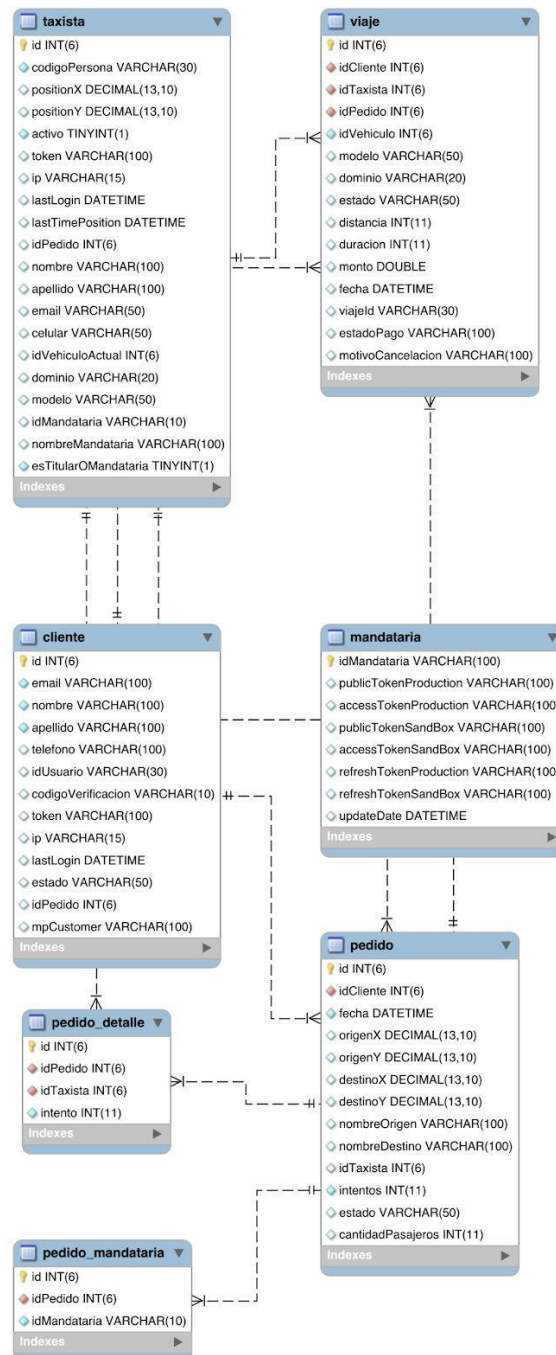 taxista
id INT(6)
codigoPersona VARCHAR(30)
positionX DECIMAL(13,10)
positionY DECIMAL(13,10)
activo TINYINT(1)
token VARCHAR(100)
ip VARCHAR(15)
lastLogin DATETIME
lastTimePosition DATETIME
idPedido INT(6)
nombre VARCHAR(100)
apellido VARCHAR(100)
email VARCHAR(50)
celular VARCHAR(50)
idVehiculoActual INT(6)
dominio VARCHAR(20)
modelo VARCHAR(50)
idMandataria VARCHAR(10)
nombreMandataria VARCHAR(100)
esTitularOMandataria TINYINT(1)
Indexes
viaje
id INT(6)
idCliente INT(6)
idTaxista INT(6)
idPedido INT(6)
idVehiculo INT(6)
modelo VARCHAR(50)
dominio VARCHAR(20)
estado VARCHAR(50)
distancia INT(11)
duracion INT(11)
monto DOUBLE
fecha DATETIME
viajeId VARCHAR(30)
estadoPago VARCHAR(100)
motivoCancelacion VARCHAR(100)
Indexes
cliente
id INT(6)
email VARCHAR(100)
nombre VARCHAR(100)
apellido VARCHAR(100)
telefono VARCHAR(100)
idUsuario VARCHAR(30)
codigoVerificacion VARCHAR(10)
token VARCHAR(100)
ip VARCHAR(15)
lastLogin DATETIME
estado VARCHAR(50)
idPedido INT(6)
mpCustomer VARCHAR(100)
Indexes
mandataria
idMandataria VARCHAR(100)
publicTokenProduction VARCHAR(100)
accessTokenProduction VARCHAR(100
publicTokenSandBox VARCHAR(100)
accessTokenSandBox VARCHAR(100)
refreshTokenProduction VARCHAR(100
refreshTokenSandBox VARCHAR(100)
updateDate DATETIME
Indexes
pedido
id INT(6)
idCliente INT(6)
fecha DATETIME
origenX DECIMAL(13,10)
origenY DECIMAL(13,10)
destinoX DECIMAL(13,10)
destinoY DECIMAL(13,10)
nombreOrigen VARCHAR(100)
nombreDestino VARCHAR(100)
idTaxista INT(6)
intentos INT(11)
estado VARCHAR(50)
cantidadPasajeros INT(11)
Indexes
pedido_detalle
id INT(6)
idPedido INT(6)
idTaxista INT(6)
intento INT(11)
Indexes
pedido_mandataria
id INT(6)
idPedido INT(6)
idMandataria VARCHAR(10)
Indexes